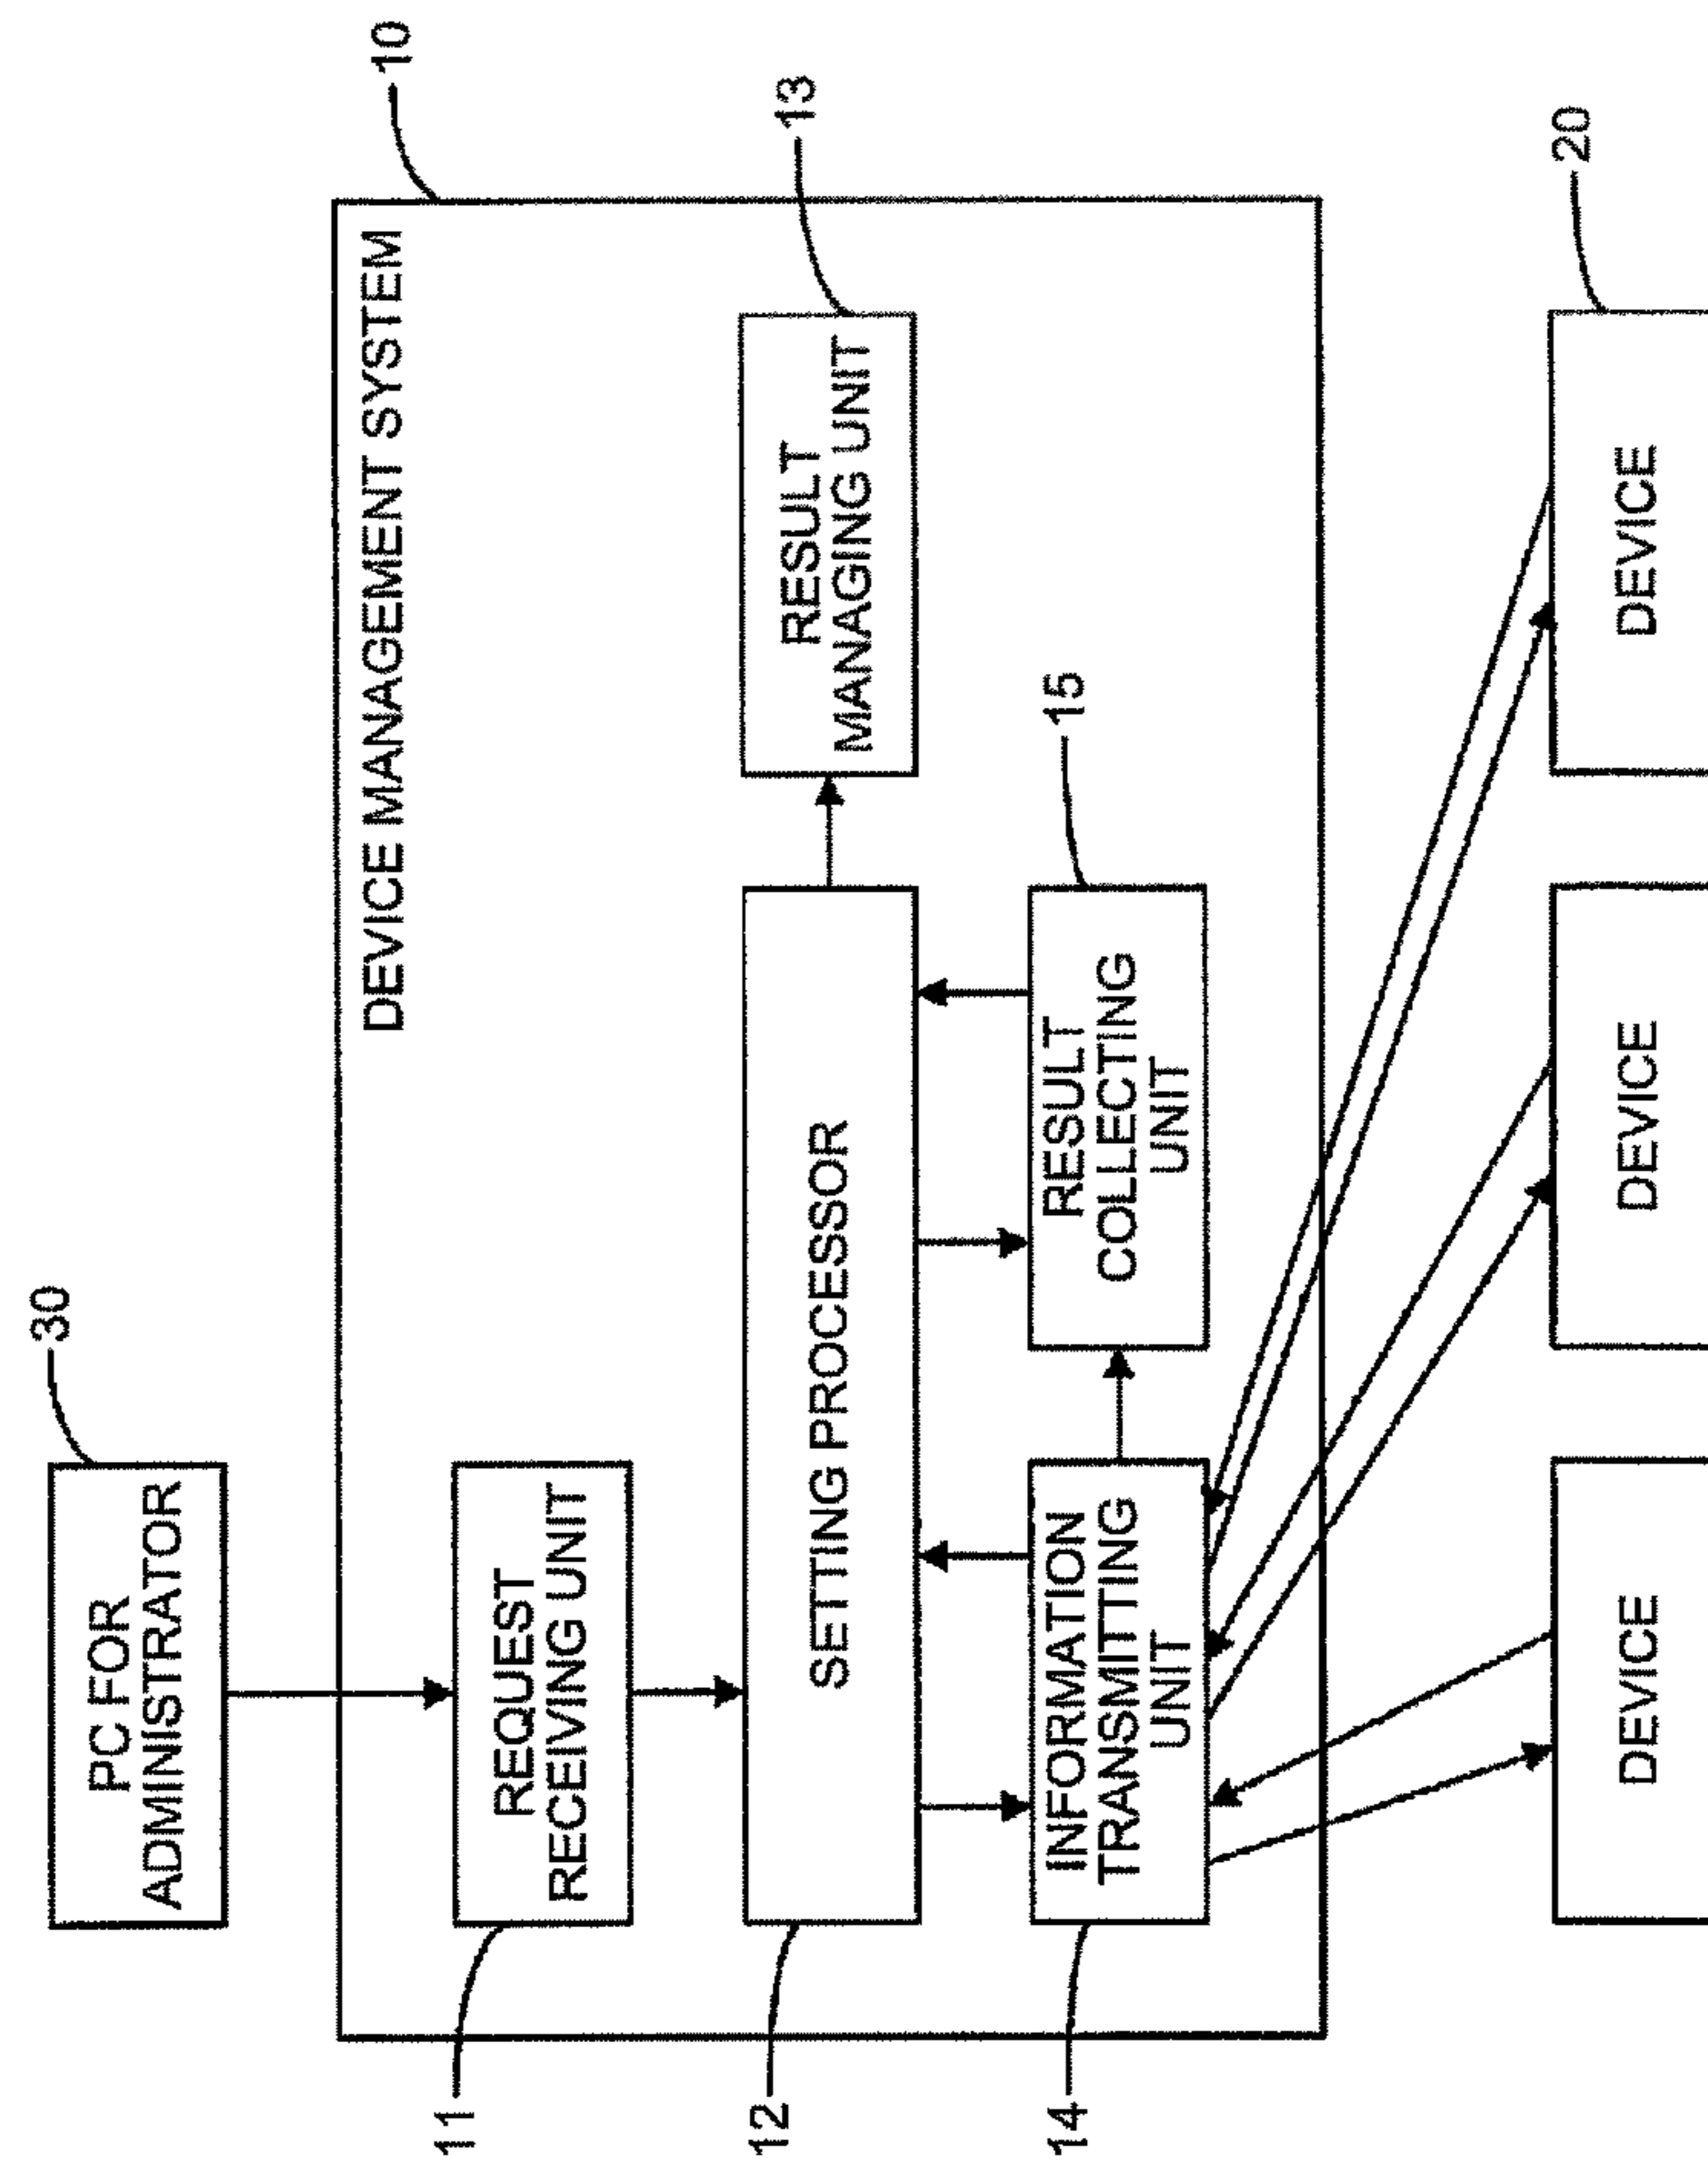 30
PC FOR
ADMINISTRATOR
10
DEVICE MANAGEMENT SYSTEM
11
REQUEST
RECEIVING UNIT
12
SETTING PROCESSOR
13
RESULT
MANAGING UNIT
14
INFORMATION
TRANSMITTING
UNIT
15
RESULT
COLLECTING
UNIT
20
DEVICE
DEVICE
DEVICE